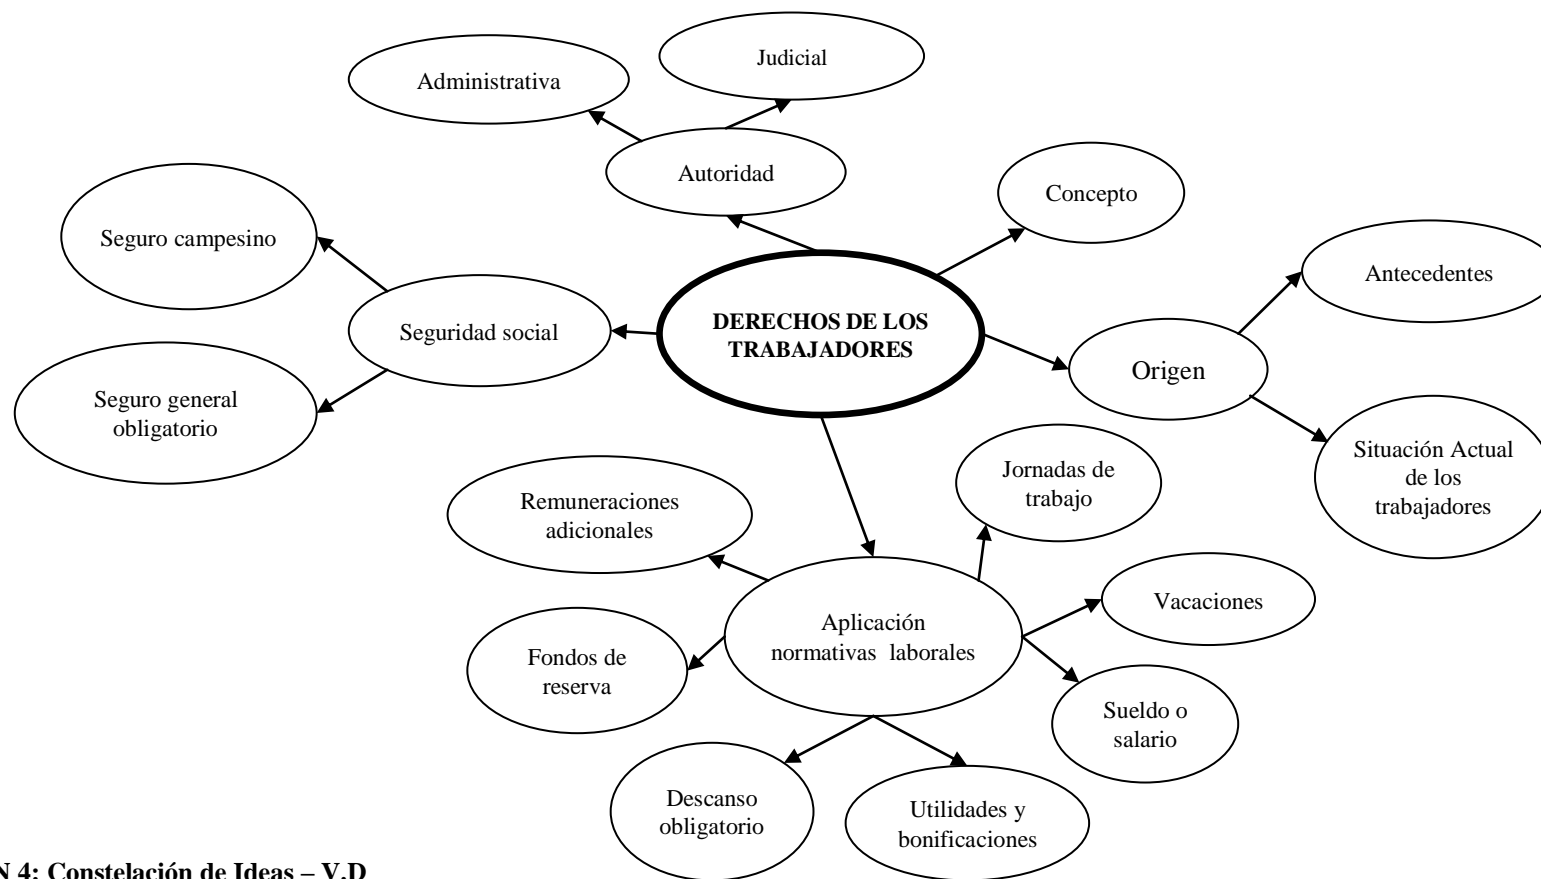 Judicial
Administrativa
Autoridad
Concepto
Seguro campesino
Antecedentes
DERECHOS DE LOS
TRABAJADORES
Seguridad social
Origen
Seguro general
obligatorio
Situación Actual
de los
trabajadores
Jornadas de
trabajo
Remuneraciones
adicionales
Vacaciones
Aplicación
normativas  laborales
Fondos de
reserva
Sueldo o
salario
Descanso
obligatorio
Utilidades y
bonificaciones
N 4: Constelación de Ideas – V.D